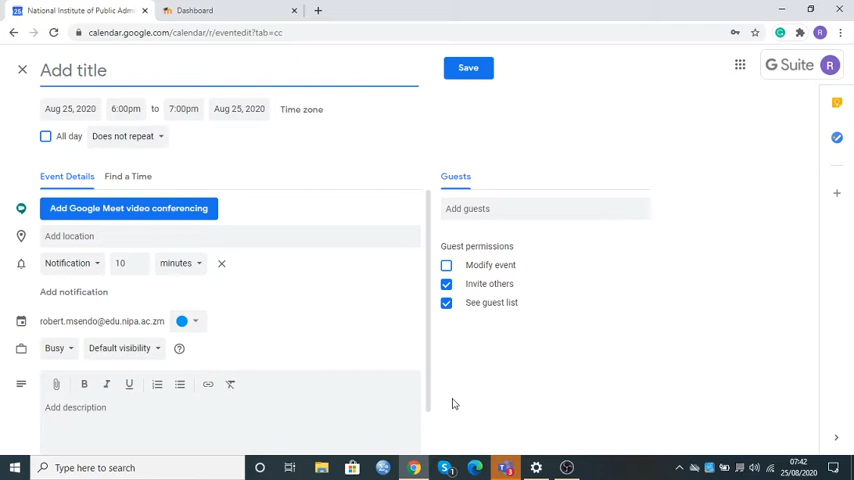 National Institute of Public Adm
Dashboard
calendar.google.com/calendar/r/eventedit?tab=cc
R
Add title
Save
G Suite R
Aug 25, 2020 6:00pm to 7:00pm Aug 25, 2020 Time zone
All day Does not repeat
Event Details Find a Time
Guests
Add Google Meet video conferencing
Add guests
Add location
Guest permissions
Notification 10 minutes
Modify event
Invite others
Add notification
See guest list
robert.msendo@edu.nipa.ac.zm
Busy Default visibility
B I U
Add description
Type here to search
07:42
25/08/2020